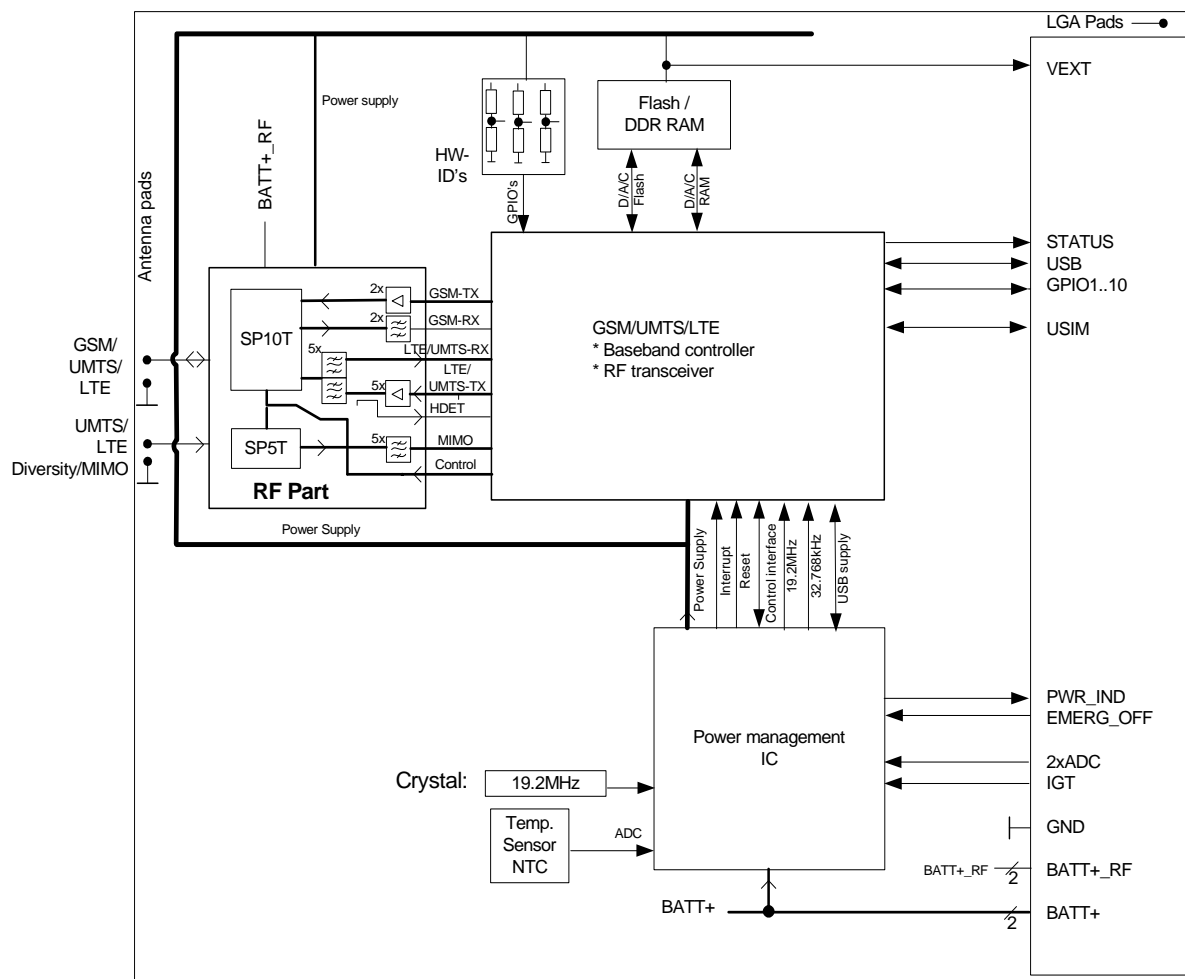 LGA Pads
VEXT
Power supply
Flash /
DDR RAM
HW-
ID's
GPIO's
D/A/C
Flash
D/A/C
RAM
BATT+_RF
Antenna pads
STATUS
USB
GPIO1..10
USIM
2x
GSM-TX
2x
GSM-RX
SP10T
5x
LTE/UMTS-RX
LTE/
5x
UMTS-TX
HDET
5x
MIMO
SP5T
Control
RF Part
GSM/
UMTS/
LTE
UMTS/
LTE
Diversity/MIMO
GSM/UMTS/LTE
* Baseband controller
* RF transceiver
Power Supply
Power Supply
Interrupt
Reset
Control interface
19.2MHz
32.768kHz
USB supply
PWR_IND
EMERG_OFF
Power management
IC
2xADC
IGT
Crystal:
19.2MHz
Temp.
Sensor
NTC
ADC
GND
BATT+_RF
2
BATT+_RF
BATT+
2
BATT+